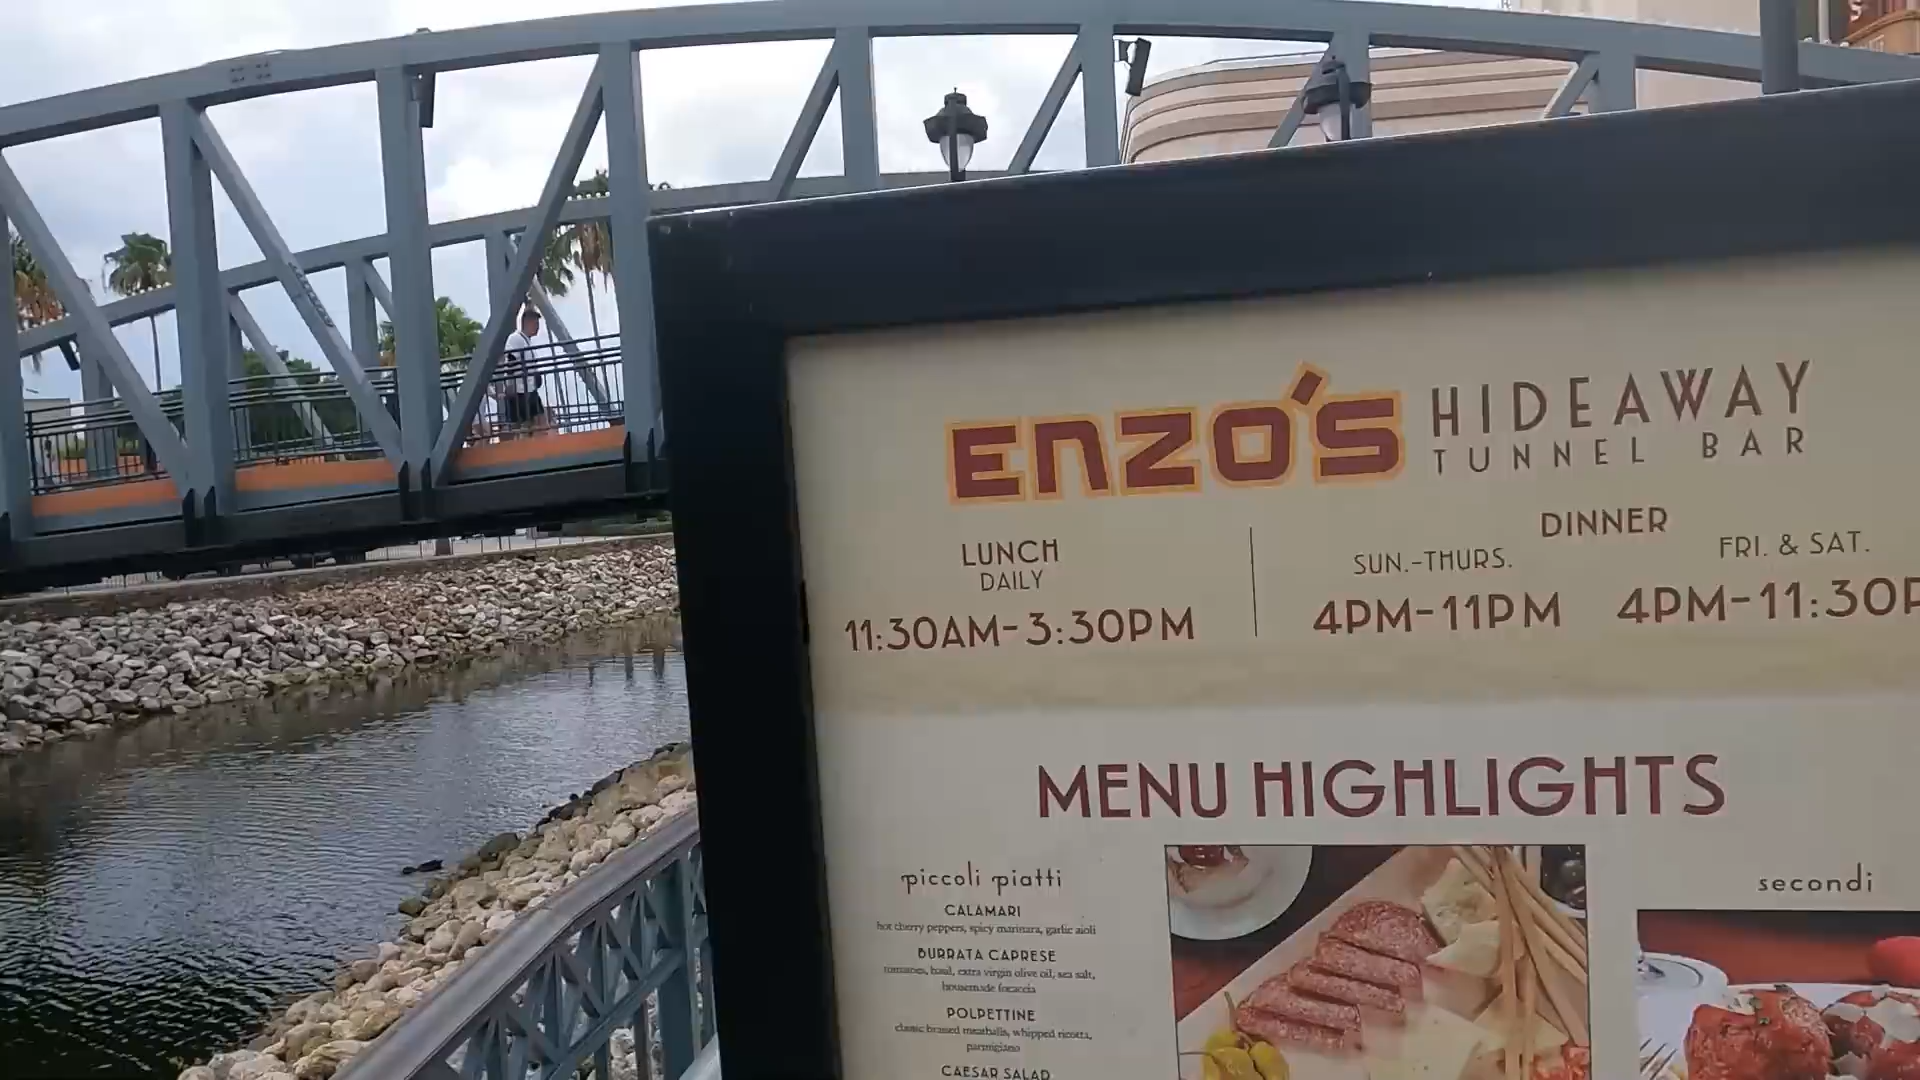 ENZO'S HIDEAWAY
TUNNEL BAR
LUNCH
DAILY
11:30AM-3:30PM
DINNER
SUN.-THURS.
4PM-11PM
FRI. & SAT.
4PM-11:30P
MENU HIGHLIGHTS
piccoli piatti
CALAMARI
hot cherry peppers, spicy marinara, garlic aioli
BURRATA CAPRESE
tomatoes, basil, extra virgin olive oil, sea salt,
housemade focaccia
POLPETTINE
classic braised meatballs, whipped ricotta,
parmigiano
CAESAR SALAD
secondi